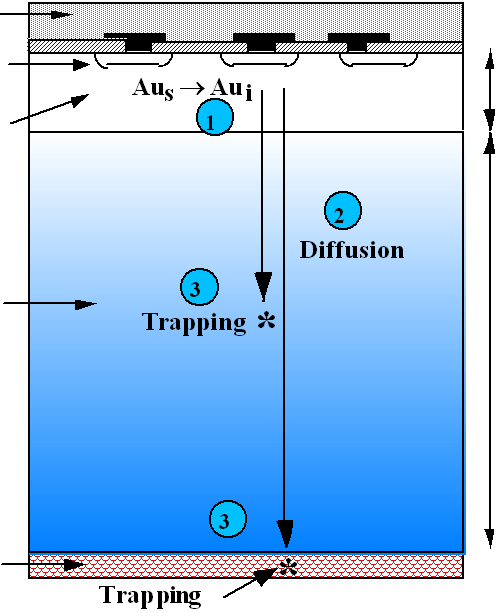 Aus → Aui
1
2
Diffusion
3
Trapping *
3
*
Trapping